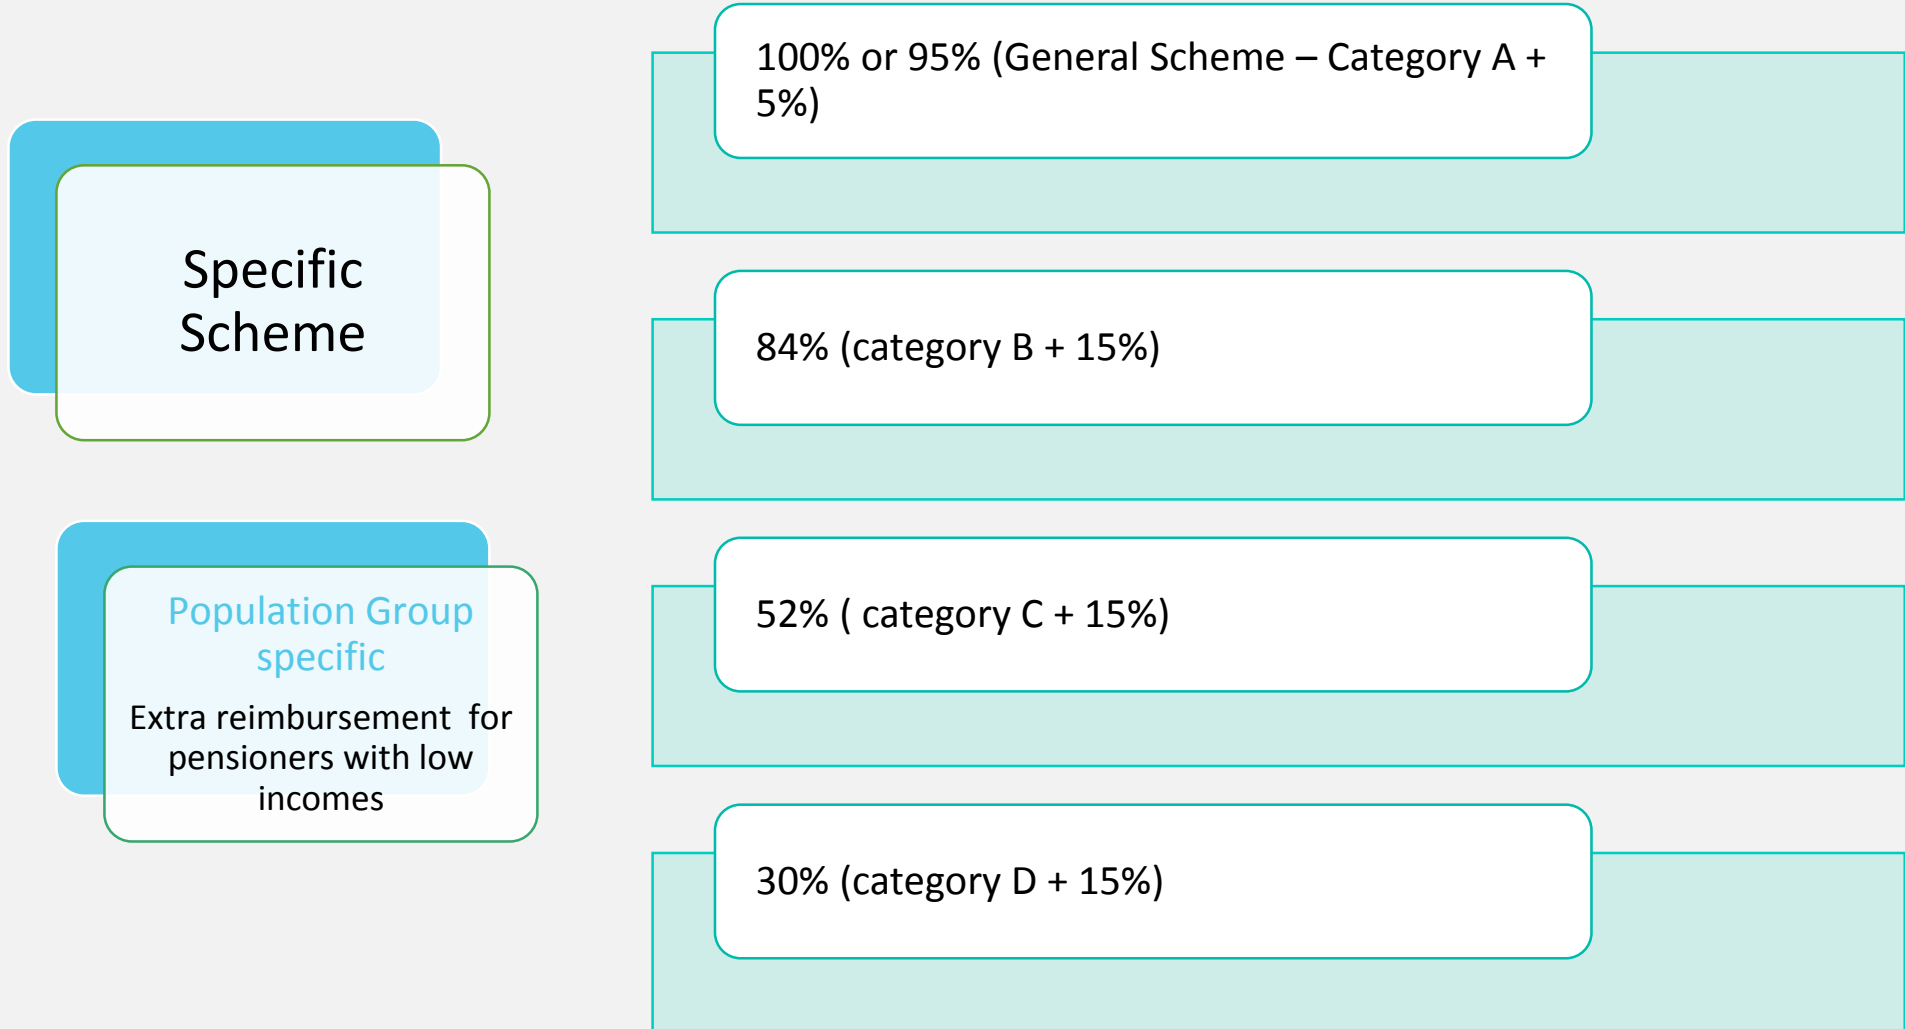 Specific
Scheme
Population Group
specific
Extra reimbursement  for
pensioners with low
incomes
100% or 95% (General Scheme – Category A +
5%)
84% (category B + 15%)
52% ( category C + 15%)
30% (category D + 15%)